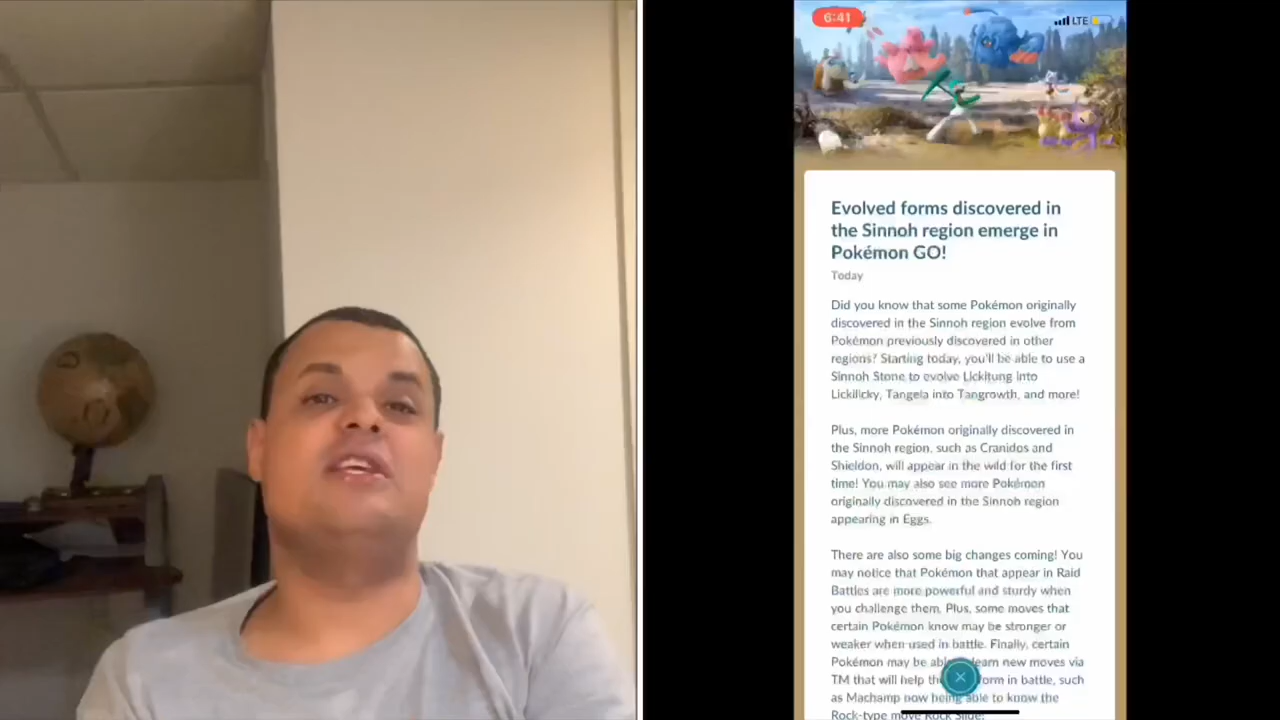 6:41
LTE
Evolved forms discovered in
the Sinnoh region emerge in
Pokémon GO!
Today
Did you know that some Pokémon originally
discovered in the Sinnoh region evolve from
Pokémon previously discovered in other
regions? Starting today, you'll be able to use a
Sinnoh Stone to evolve Lickitung into
Lickilicky, Tangela into Tangrowth, and more!
Plus, more Pokémon originally discovered in
the Sinnoh region, such as Cranidos and
Shieldon, will appear in the wild for the first
time! You may also see more Pokémon
originally discovered in the Sinnoh region
appearing in Eggs.
There are also some big changes coming! You
may notice that Pokémon that appear in Raid
Battles are more powerful and sturdy when
you challenge them. Plus, some moves that
certain Pokémon know may be stronger or
weaker when used in battle. Finally, certain
Pokémon may be learn new moves via
TM that will help in battle, such
as Machamp now being able to know the
Rock-type move Rock Slide!